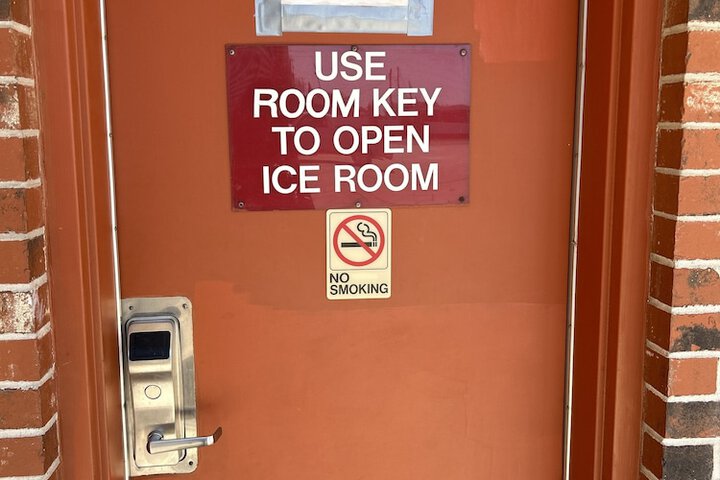 USE
ROOM KEY
TO OPEN
ICE ROOM
NO
SMOKING